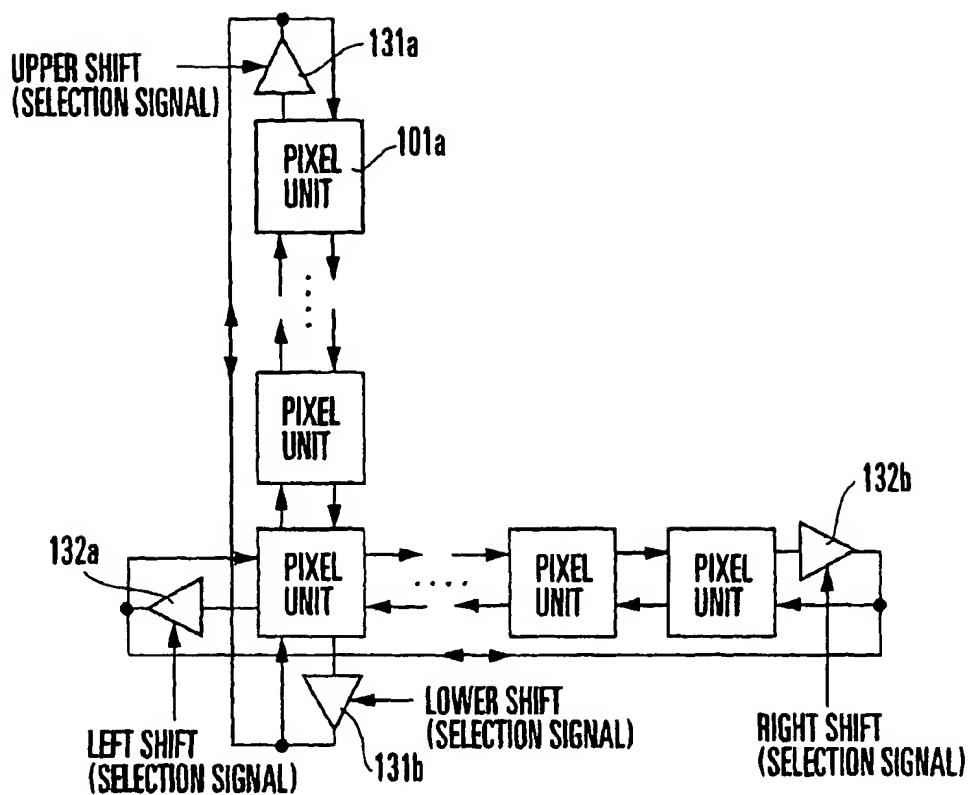 131a
UPPER SHIFT
(SELECTION SIGNAL)
101a
PIXEL
UNIT
PIXEL
UNIT
132b
132a
PIXEL
UNIT
PIXEL
UNIT
PIXEL
UNIT
LOWER SHIFT
(SELECTION SIGNAL)
LEFT SHIFT
(SELECTION SIGNAL)
131b
RIGHT SHIFT
(SELECTION SIGNAL)